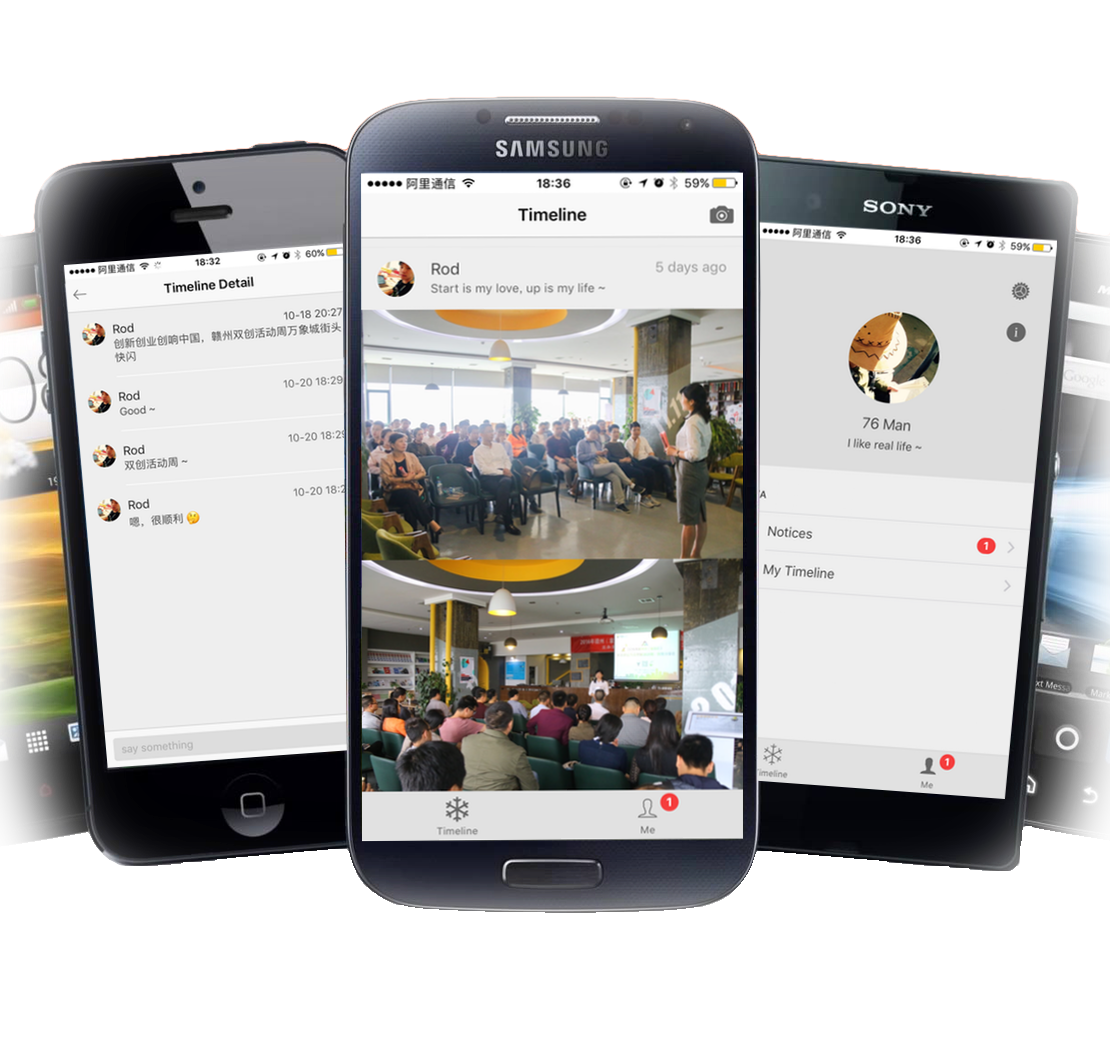 SAMSUNG
阿里通信
18:36
59%
Timeline
Rod
5 days ago
Start is my love, up is my life ~
Timeline
1
Me
阿里通信
18:32
60%
Timeline Detail
Rod
10-18 20:27
创新创业创响中国，赣州双创活动周万象城街头
快闪
Rod
10-20 18:29
Good ~
Rod
10-20 18:29
双创活动周 ~
Rod
10-20 18:2
嗯，很顺利 🤔
say something
SONY
阿里通信
18:36
59%
i
76 Man
I like real life ~
A
Notices
1
My Timeline
Timeline
1
Me
Google
xt Messa